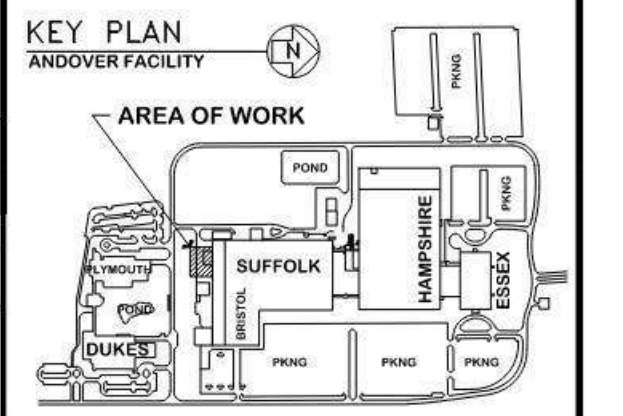 KEY PLAN
ANDOVER FACILITY
N
AREA OF WORK
PKNG
POND
PKNG
HAMPSHIRE
SUFFOLK
ESSEX
PLYMOUTH
POND
BRISTOL
DUKES
PKNG
PKNG
PKNG